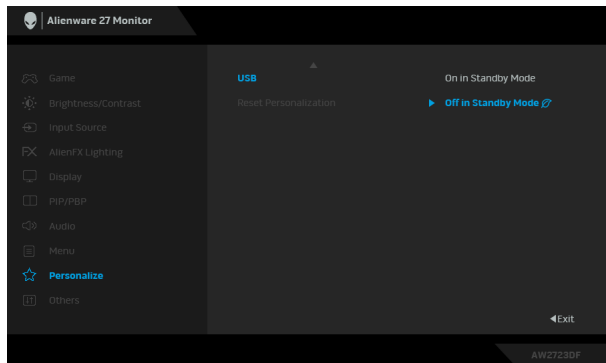 Alienware 27 Monitor
Game
Brightness/Contrast
Input Source
AlienFX Lighting
Display
PIP/PBP
Audio
Menu
Personalize
Others
USB
Reset Personalization
On in Standby Mode
Off in Standby Mode
Exit
AW2723DF